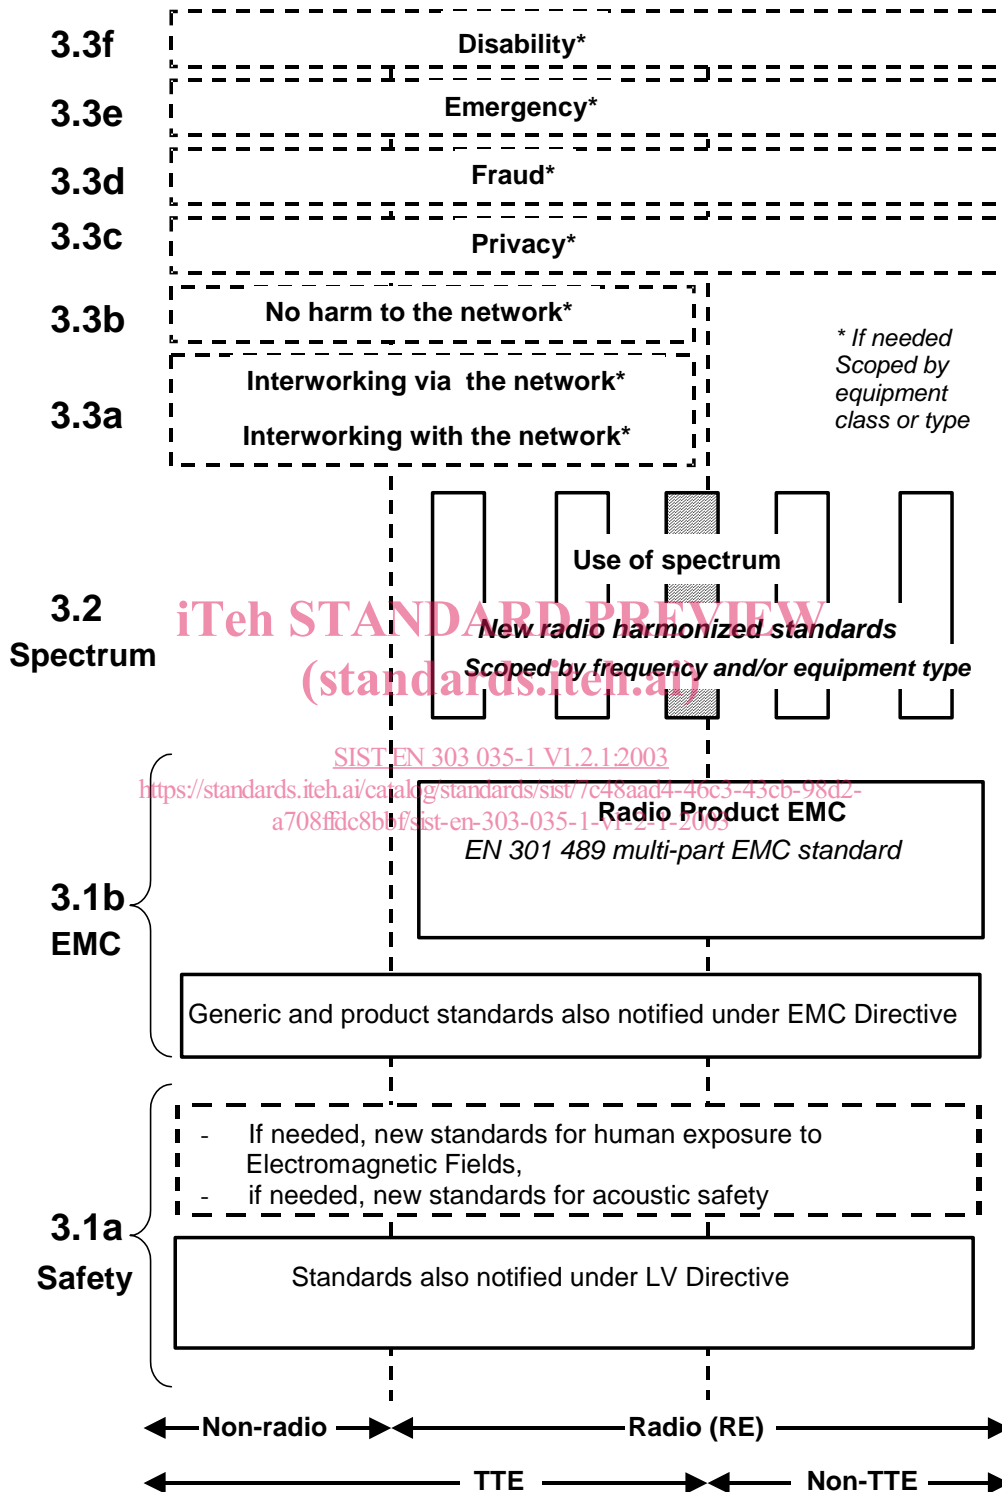 3.3f
Disability*
3.3e
Emergency*
3.3d
Fraud*
3.3c
Privacy*
3.3b
No harm to the network*
* If needed
Scoped by
equipment
class or type
3.3a
Interworking via the network*
Interworking with the network*
3.2
Spectrum
Use of spectrum
iTeh STANDARD PREVIEW
New radio harmonized standards
(standards.iteh.ai)
Scoped by frequency and/or equipment type
SIST EN 303 035-1 V1.2.1:2003
https://standards.iteh.ai/catalog/standards/sist/7c48aad4-46c3-43cb-98d2-
a708ffdc8bbf/sist-en-303-035-1-v1-2-1-2003
3.1b
EMC
Radio Product EMC
EN 301 489 multi-part EMC standard
Generic and product standards also notified under EMC Directive
3.1a
Safety
- If needed, new standards for human exposure to
Electromagnetic Fields,
- if needed, new standards for acoustic safety
Standards also notified under LV Directive
Non-radio
Radio (RE)
TTE
Non-TTE